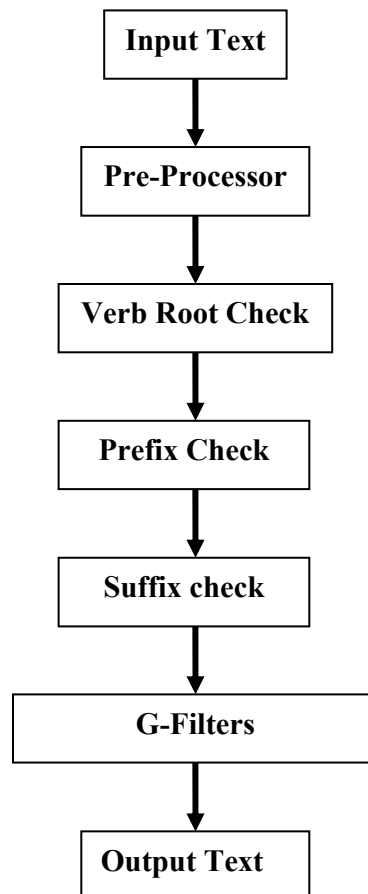 Input Text
Pre-Processor
Verb Root Check
Prefix Check
Suffix check
G-Filters
Output Text